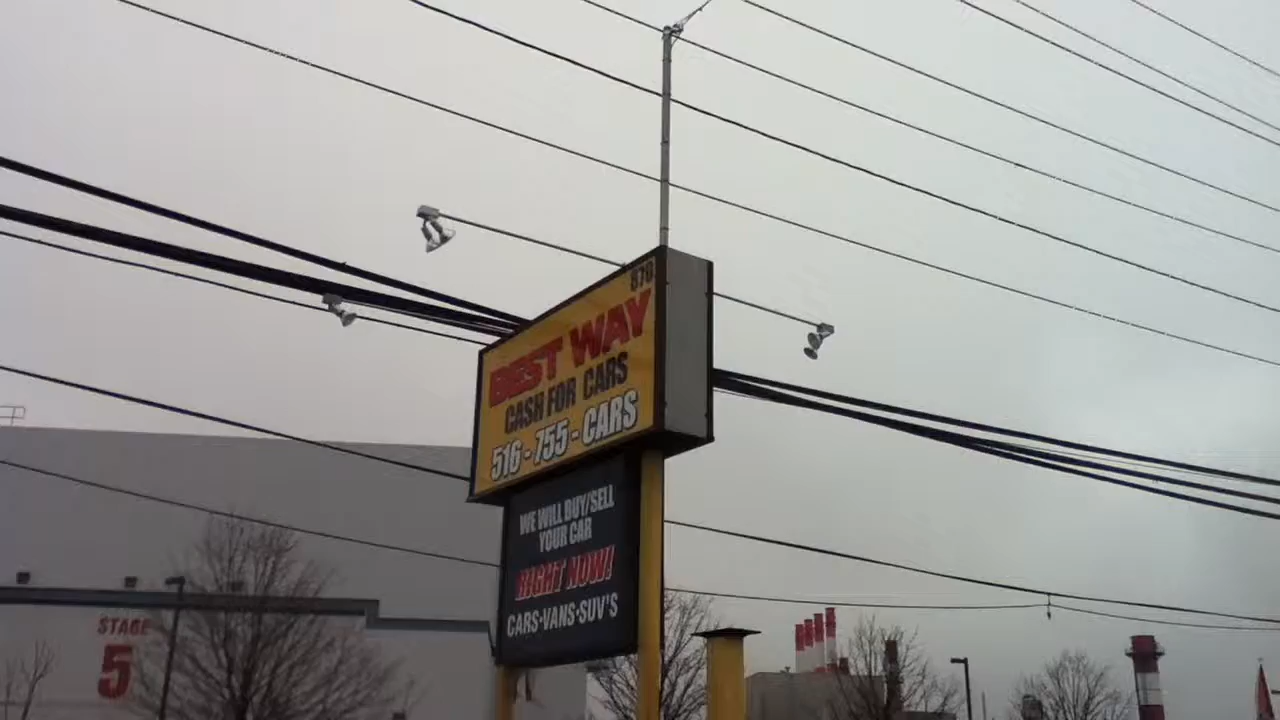 870
BEST WAY
CASH FOR CARS
516-755-CARS
WE WILL BUY/SELL
YOUR CAR
RIGHT NOW!
CARS·VANS·SUV'S
STAGE
5